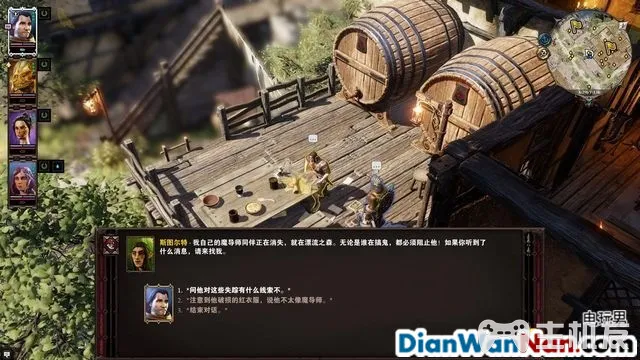 斯图尔特 - 我自己的魔导师同伴正在消失，就在漂流之森。无论是谁在搞鬼，都必须阻止他！如果你听到了
什么消息，请来找我。
1. "问他对这些失踪有什么线索不。"
2. "注意到他破损的红衣服，说他不太像魔导师。"
3. "结束对话。"
电玩男
DianWanNan.com